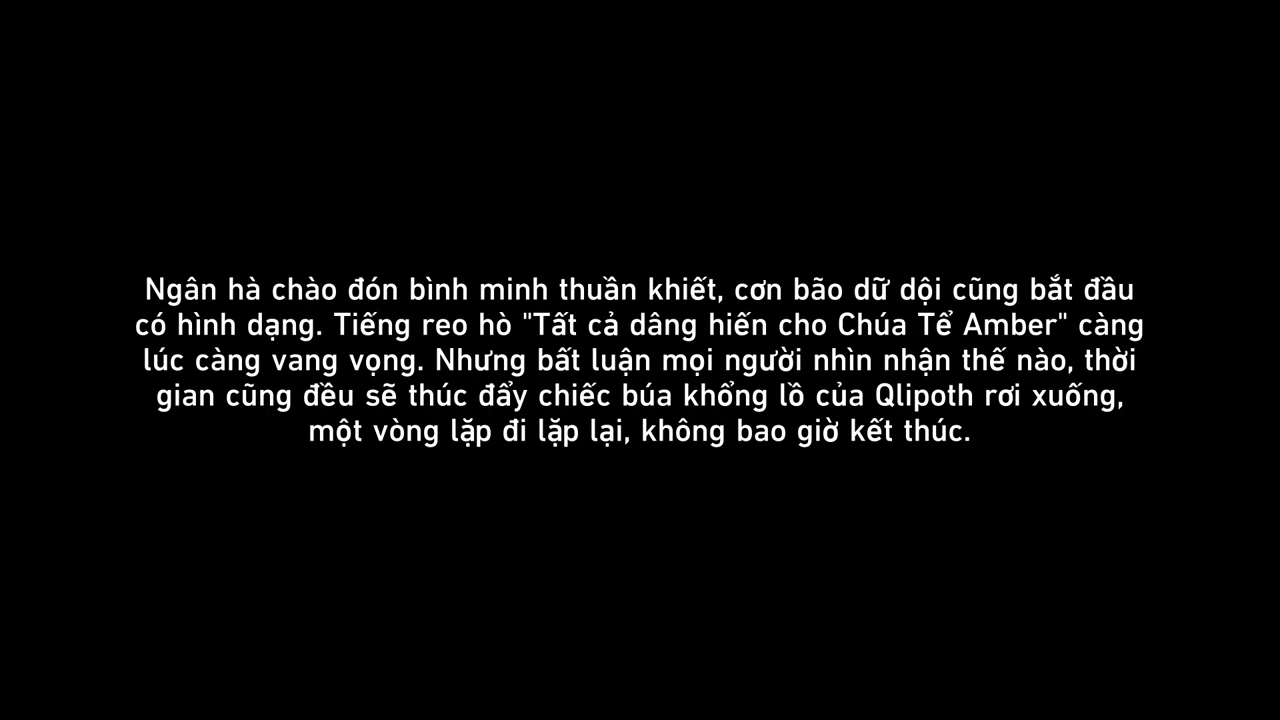 Ngân hà chào đón bình minh thuần khiết, cơn bão dữ dội cũng bắt đầu
có hình dạng. Tiếng reo hò "Tất cả dâng hiến cho Chúa Tể Amber" càng
lúc càng vang vọng. Nhưng bất luận mọi người nhìn nhận thế nào, thời
gian cũng đều sẽ thúc đẩy chiếc búa khổng lồ của Qlipoth rơi xuống,
một vòng lặp đi lặp lại, không bao giờ kết thúc.